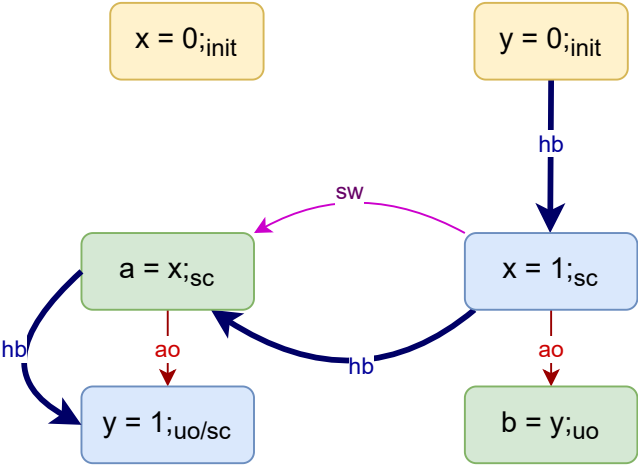 x = 0;init
y = 0;init
hb
sw
a = x;sc
x = 1;sc
hb
ao
hb
ao
y = 1;uo/sc
b = y;uo